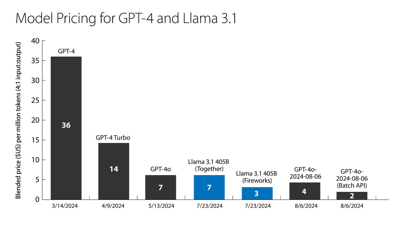 Model Pricing for GPT-4 and Llama 3.1
Blended price ($US) per million tokens (4:1 input:output)
40
35
30
25
20
15
10
5
0
GPT-4
36
3/14/2024
GPT-4 Turbo
14
4/9/2024
GPT-4o
7
5/13/2024
Llama 3.1 405B
(Together)
7
7/23/2024
Llama 3.1 405B
(Fireworks)
3
7/23/2024
GPT-4o-
2024-08-06
4
8/6/2024
GPT-4o-
2024-08-06
(Batch API)
2
8/6/2024